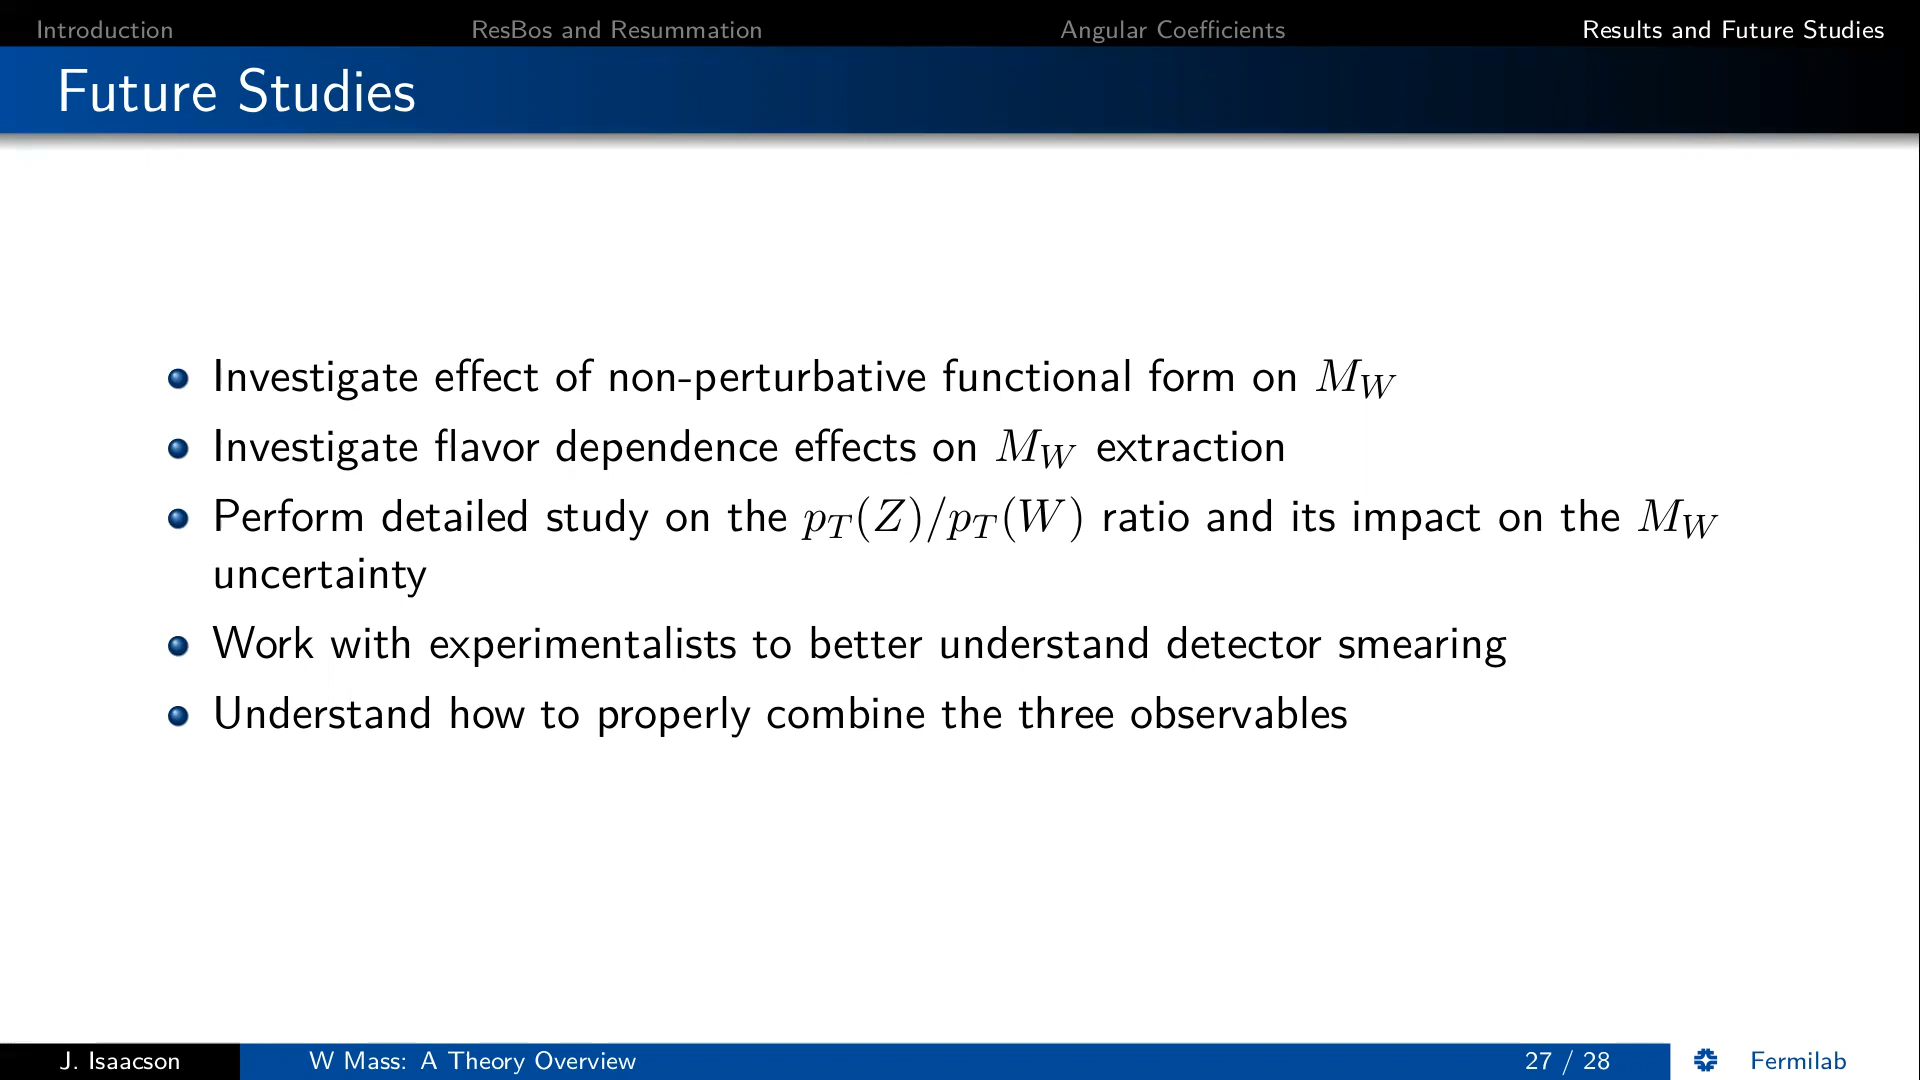 Introduction
ResBos and Resummation
Angular Coefficients
Results and Future Studies
Future Studies
Investigate effect of non-perturbative functional form on $M_W$
Investigate flavor dependence effects on $M_W$ extraction
Perform detailed study on the $p_T(Z)/p_T(W)$ ratio and its impact on the $M_W$
uncertainty
Work with experimentalists to better understand detector smearing
Understand how to properly combine the three observables
J. Isaacson
W Mass: A Theory Overview
27 / 28
Fermilab